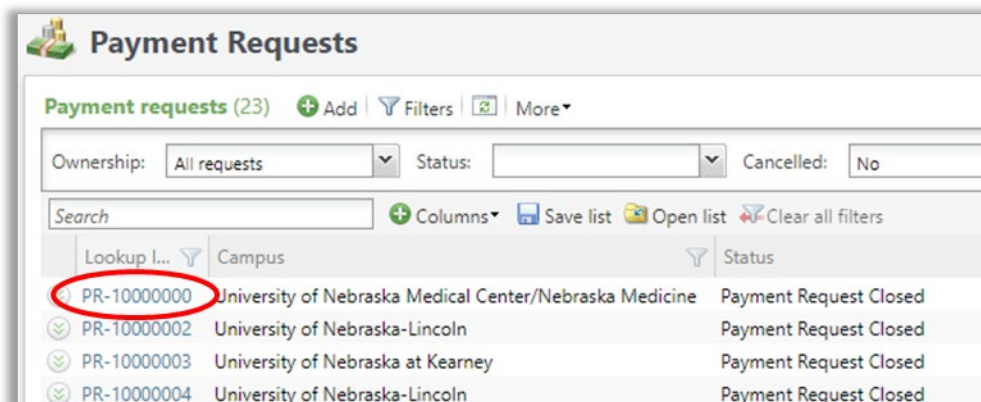 Payment Requests
Payment requests (23) Add Filters More
Ownership: All requests Status: Cancelled: No
Search Columns Save list Open list Clear all filters
Lookup I... Campus Status
PR-10000000 University of Nebraska Medical Center/Nebraska Medicine Payment Request Closed
PR-10000002 University of Nebraska-Lincoln Payment Request Closed
PR-10000003 University of Nebraska at Kearney Payment Request Closed
PR-10000004 University of Nebraska-Lincoln Payment Request Closed